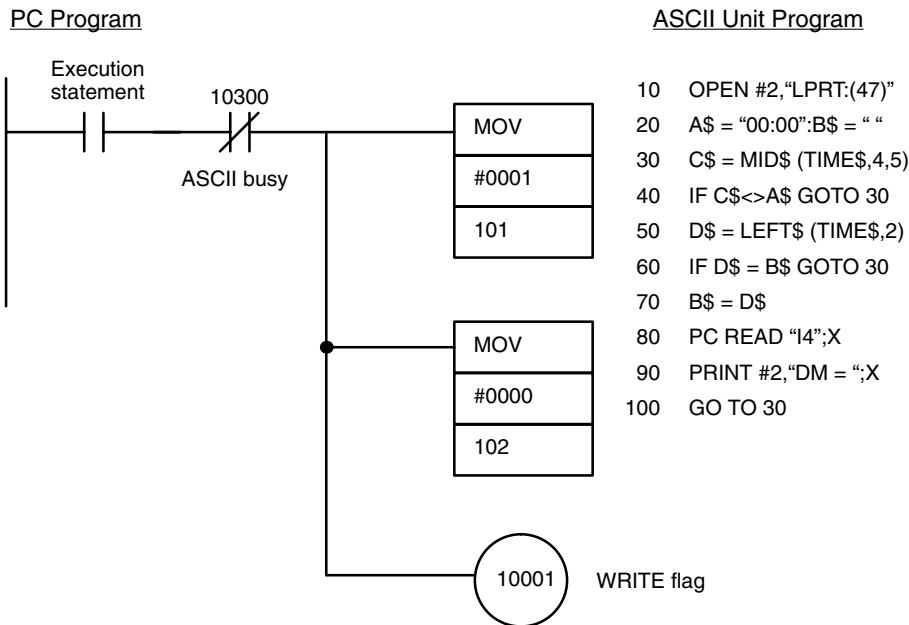 PC Program
Execution
statement
10300
ASCII busy
MOV
#0001
101
MOV
#0000
102
10001
WRITE flag
ASCII Unit Program
10 OPEN #2,“LPRT:(47)”
20 A$ = “00:00”:B$ = “ “
30 C$ = MID$ (TIME$,4,5)
40 IF C$<>A$ GOTO 30
50 D$ = LEFT$ (TIME$,2)
60 IF D$ = B$ GOTO 30
70 B$ = D$
80 PC READ “I4”;X
90 PRINT #2,“DM = “;X
100 GO TO 30